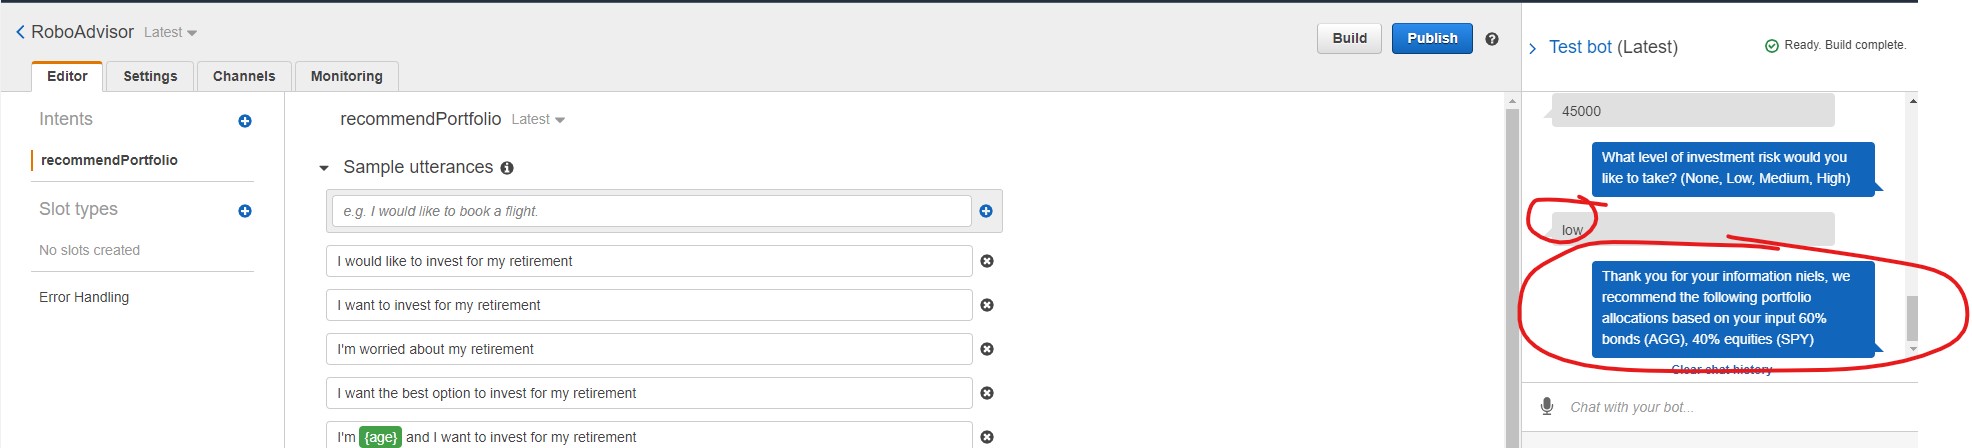 RoboAdvisor Latest
Build
Publish
Editor
Settings
Channels
Monitoring
Intents
recommendPortfolio
Slot types
No slots created
Error Handling
recommendPortfolio Latest
Sample utterances
e.g. I would like to book a flight.
I would like to invest for my retirement
I want to invest for my retirement
I'm worried about my retirement
I want the best option to invest for my retirement
I'm {age} and I want to invest for my retirement
Test bot (Latest)
Ready. Build complete.
45000
What level of investment risk would you
like to take? (None, Low, Medium, High)
low
Thank you for your information niels, we
recommend the following portfolio
allocations based on your input 60%
bonds (AGG), 40% equities (SPY)
Clear chat history
Chat with your bot...